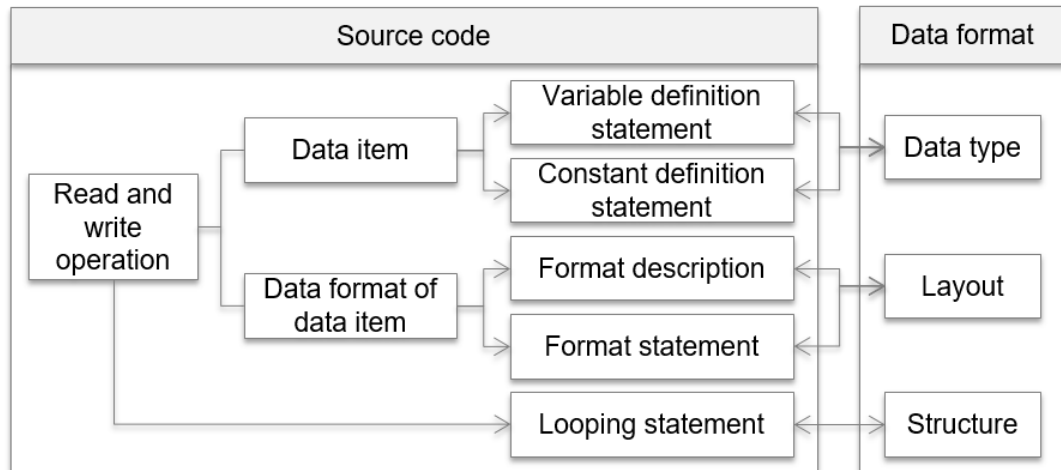 Source code
Data format
Variable definition
statement
Data item
Data type
Constant definition
statement
Read and
write
operation
Format description
Data format of
data item
Layout
Format statement
Looping statement
Structure